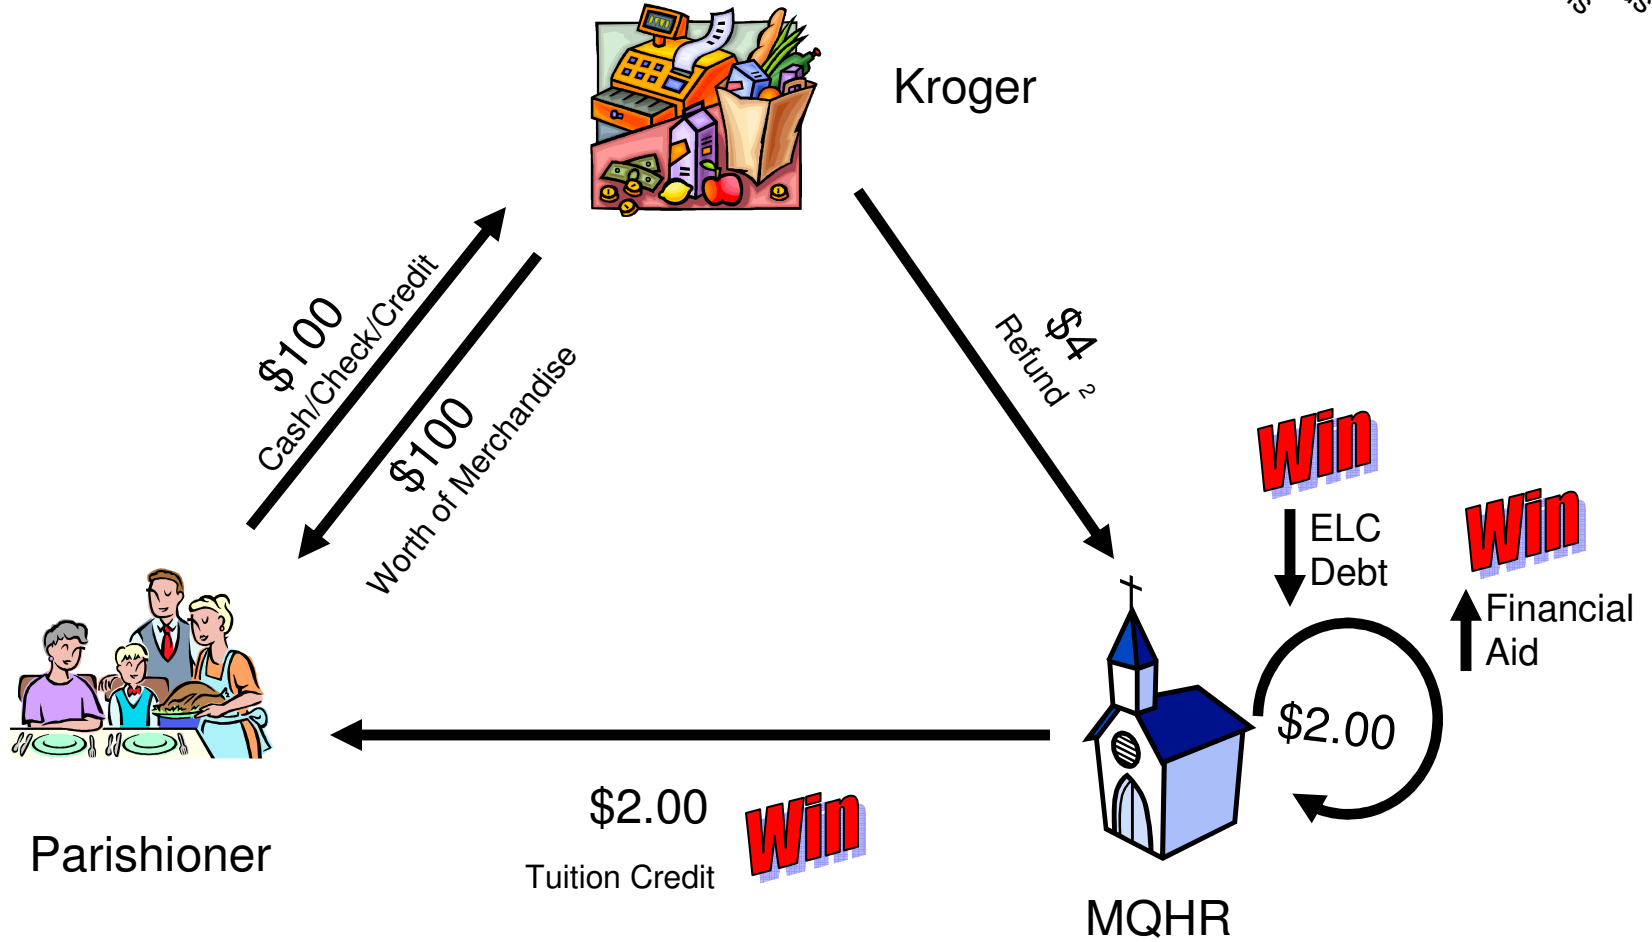 Kroger
$100
Cash/Check/Credit
$100
Worth of Merchandise
$4
Refund 2
Win
ELC
Debt
Win
Financial
Aid
$2.00
$2.00
Win
Tuition Credit
Parishioner
MQHR